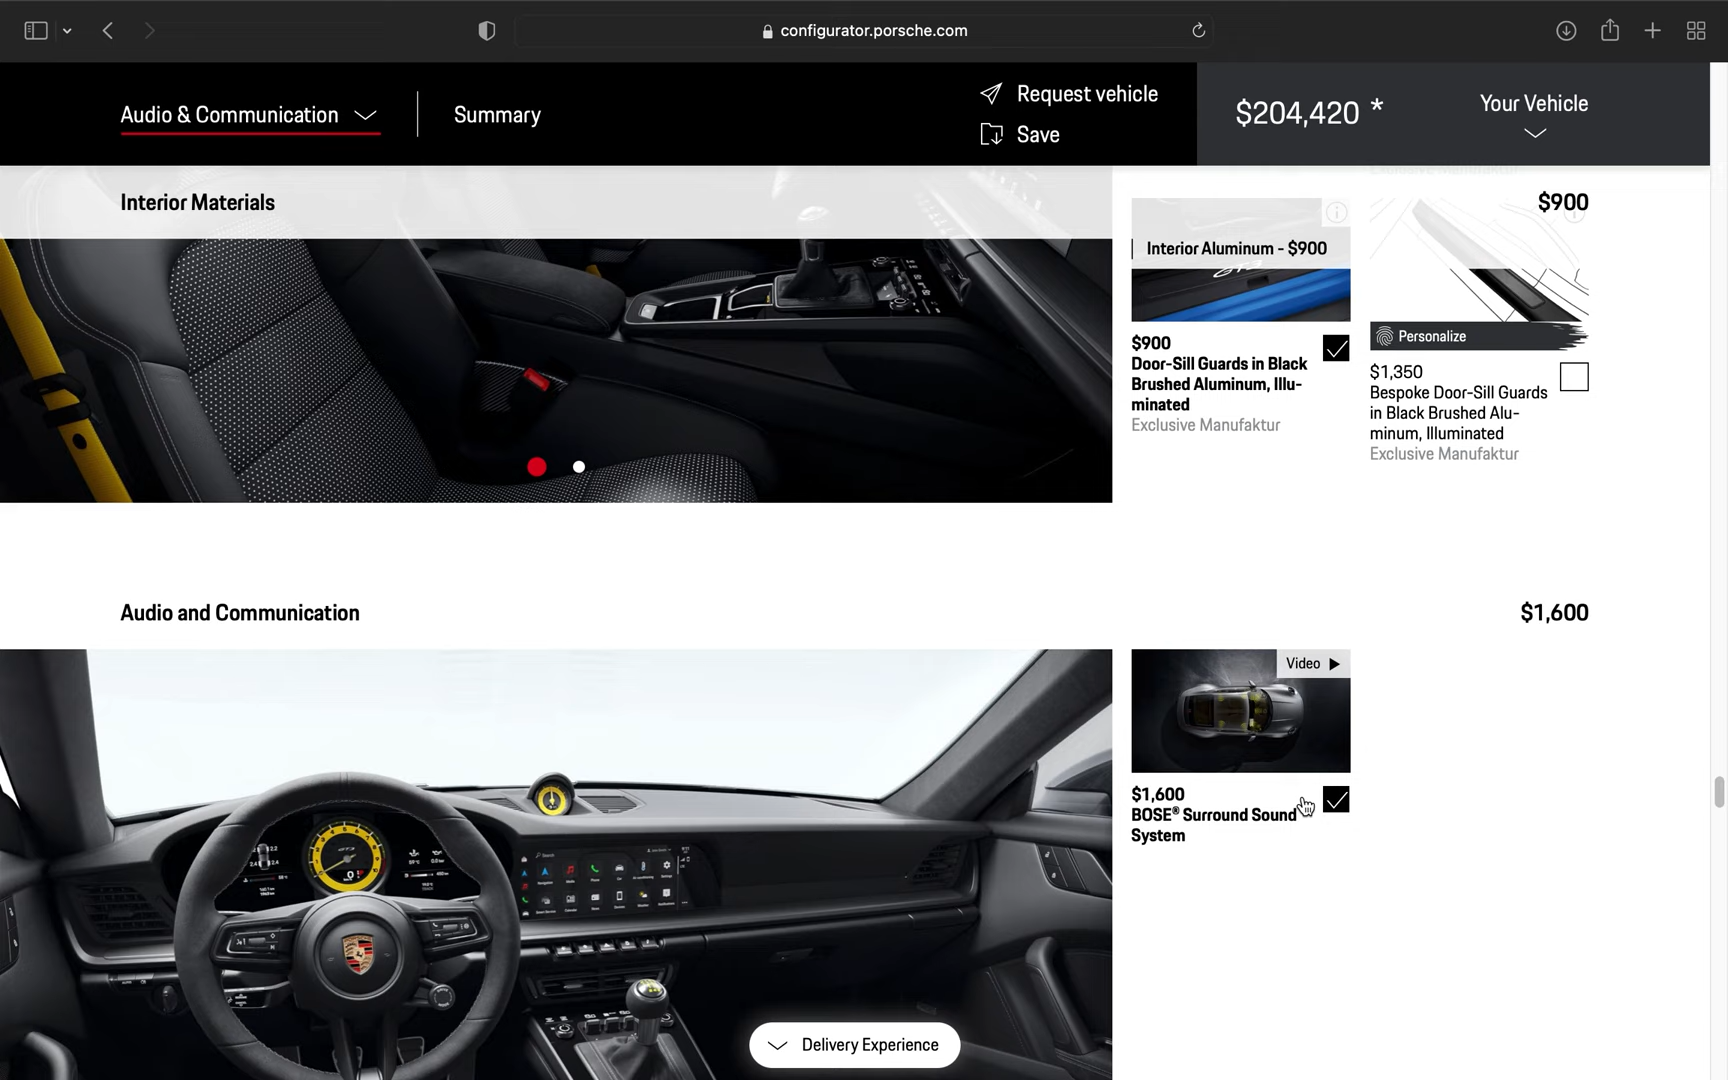 configurator.porsche.com
Audio & Communication
Summary
Request vehicle
Save
$204,420 *
Your Vehicle
Interior Materials
$900
Interior Aluminum - $900
$900
Door-Sill Guards in Black
Brushed Aluminum, Illu-
minated
Exclusive Manufaktur
Personalize
$1,350
Bespoke Door-Sill Guards
in Black Brushed Alu-
minum, Illuminated
Exclusive Manufaktur
Audio and Communication
$1,600
Video
$1,600
BOSE® Surround Sound
System
Delivery Experience